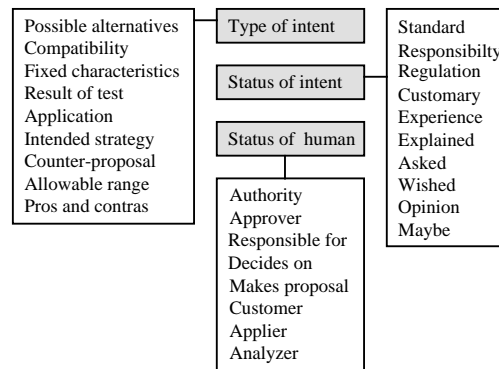 Possible alternatives
Compatibility
Fixed characteristics
Result of test
Application
Intended strategy
Counter-proposal
Allowable range
Pros and contras
Type of intent
Status of intent
Status of human
Authority
Approver
Responsible for
Decides on
Makes proposal
Customer
Applier
Analyzer
Standard
Responsibilty
Regulation
Customary
Experience
Explained
Asked
Wished
Opinion
Maybe